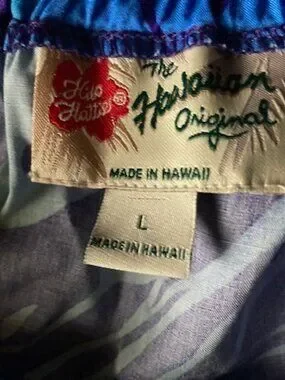 Hilo
Hattie®
The
Hawaiian
Original
MADE IN HAWAII
L
MADE IN HAWAII